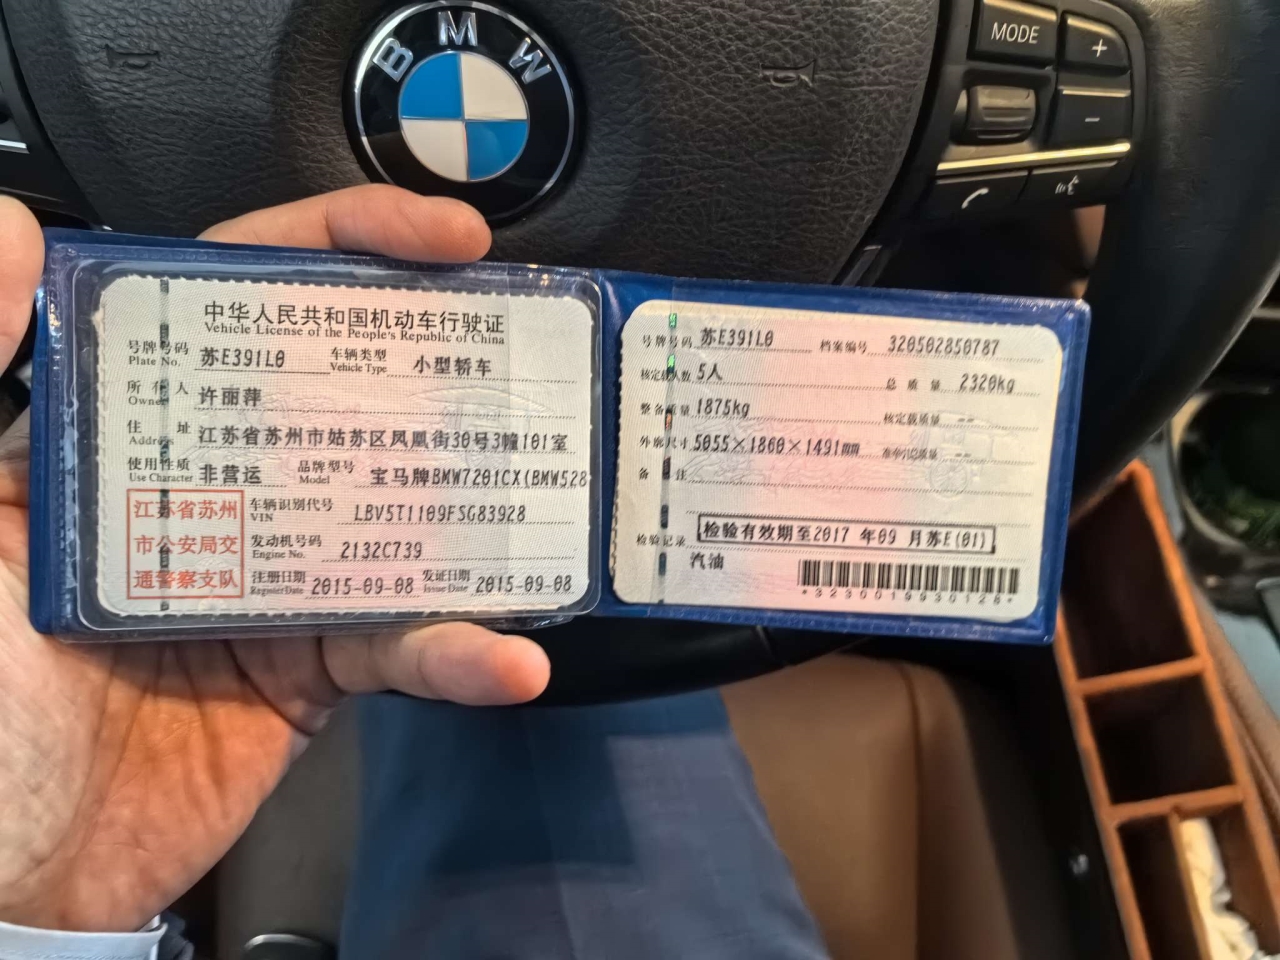 BMW
MODE
+
−
中华人民共和国机动车行驶证
Vehicle License of the People's Republic of China
号牌号码 Plate No. 苏E391L0 车辆类型 Vehicle Type 小型轿车
所有人 Owner 许丽萍
住址 Address 江苏省苏州市姑苏区凤凰街30号3幢101室
使用性质 Use Character 非营运 品牌型号 Model 宝马牌BMW7201CX(BMW528
江苏省苏州市公安局交通警察支队
车辆识别代号 VIN LBV5T1109FSG83928
发动机号码 Engine No. 2132C739
注册日期 Register Date 2015-09-08 发证日期 Issue Date 2015-09-08
号牌号码 苏E391L0 档案编号 320502850787
核定载人数 5人 总质量 2320kg
整备质量 1875kg 核定载质量 --
外廓尺寸 5055×1860×1491mm 准牵引总质量 --
备注
检验记录 检验有效期至2017 年09 月苏E(01)
汽油
*3230019930128*